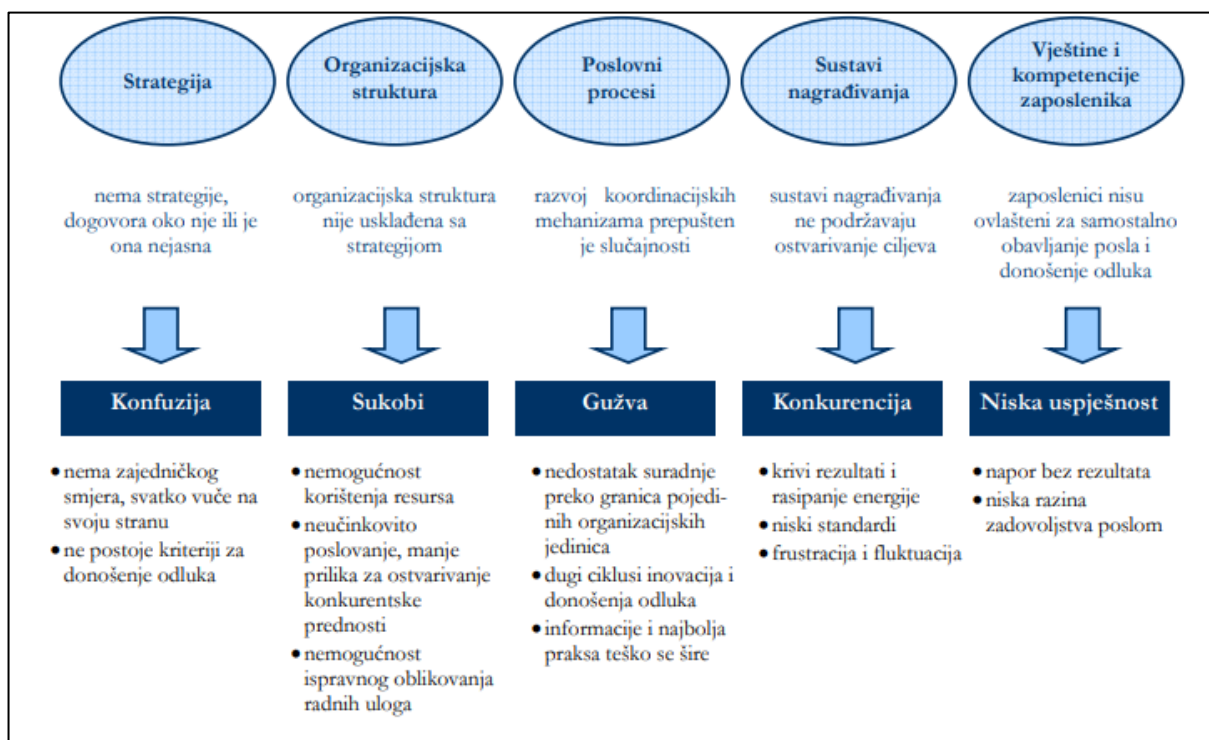 Strategija
Organizacijska
struktura
Poslovni
procesi
Sustavi
nagrađivanja
Vještine i
kompetencije
zaposlenika
nema strategije,
dogovora oko nje ili je
ona nejasna
organizacijska struktura
nije usklađena sa
strategijom
razvoj koordinacijskih
mehanizama prepušten
je slučajnosti
sustavi nagrađivanja
ne podržavaju
ostvarivanje ciljeva
zaposlenici nisu
ovlašteni za samostalno
obavljanje posla i
donošenje odluka
Konfuzija
Sukobi
Gužva
Konkurencija
Niska uspješnost
• nema zajedničkog
smjera, svatko vuče na
svoju stranu
• ne postoje kriteriji za
donošenje odluka
• nemogućnost
korištenja resursa
• neučinkovito
poslovanje, manje
prilika za ostvarivanje
konkurentske
prednosti
• nemogućnost
ispravnog oblikovanja
radnih uloga
• nedostatak suradnje
preko granica pojedi-
nih organizacijskih
jedinica
• dugi ciklusi inovacija i
donošenja odluka
• informacije i najbolja
praksa teško se šire
• krivi rezultati i
rasipanje energije
• niski standardi
• frustracija i fluktuacija
• napor bez rezultata
• niska razina
zadovoljstva poslom